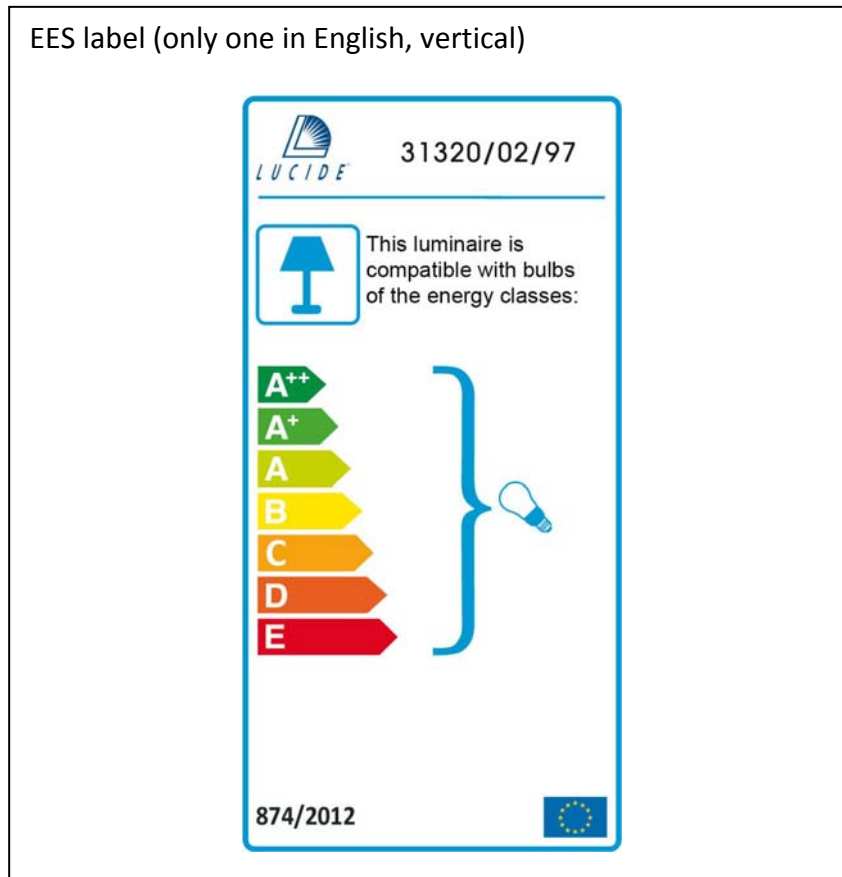 EES label (only one in English, vertical)
LUCIDE
31320/02/97
This luminaire is
compatible with bulbs
of the energy classes:
A++
A+
A
B
C
D
E
874/2012